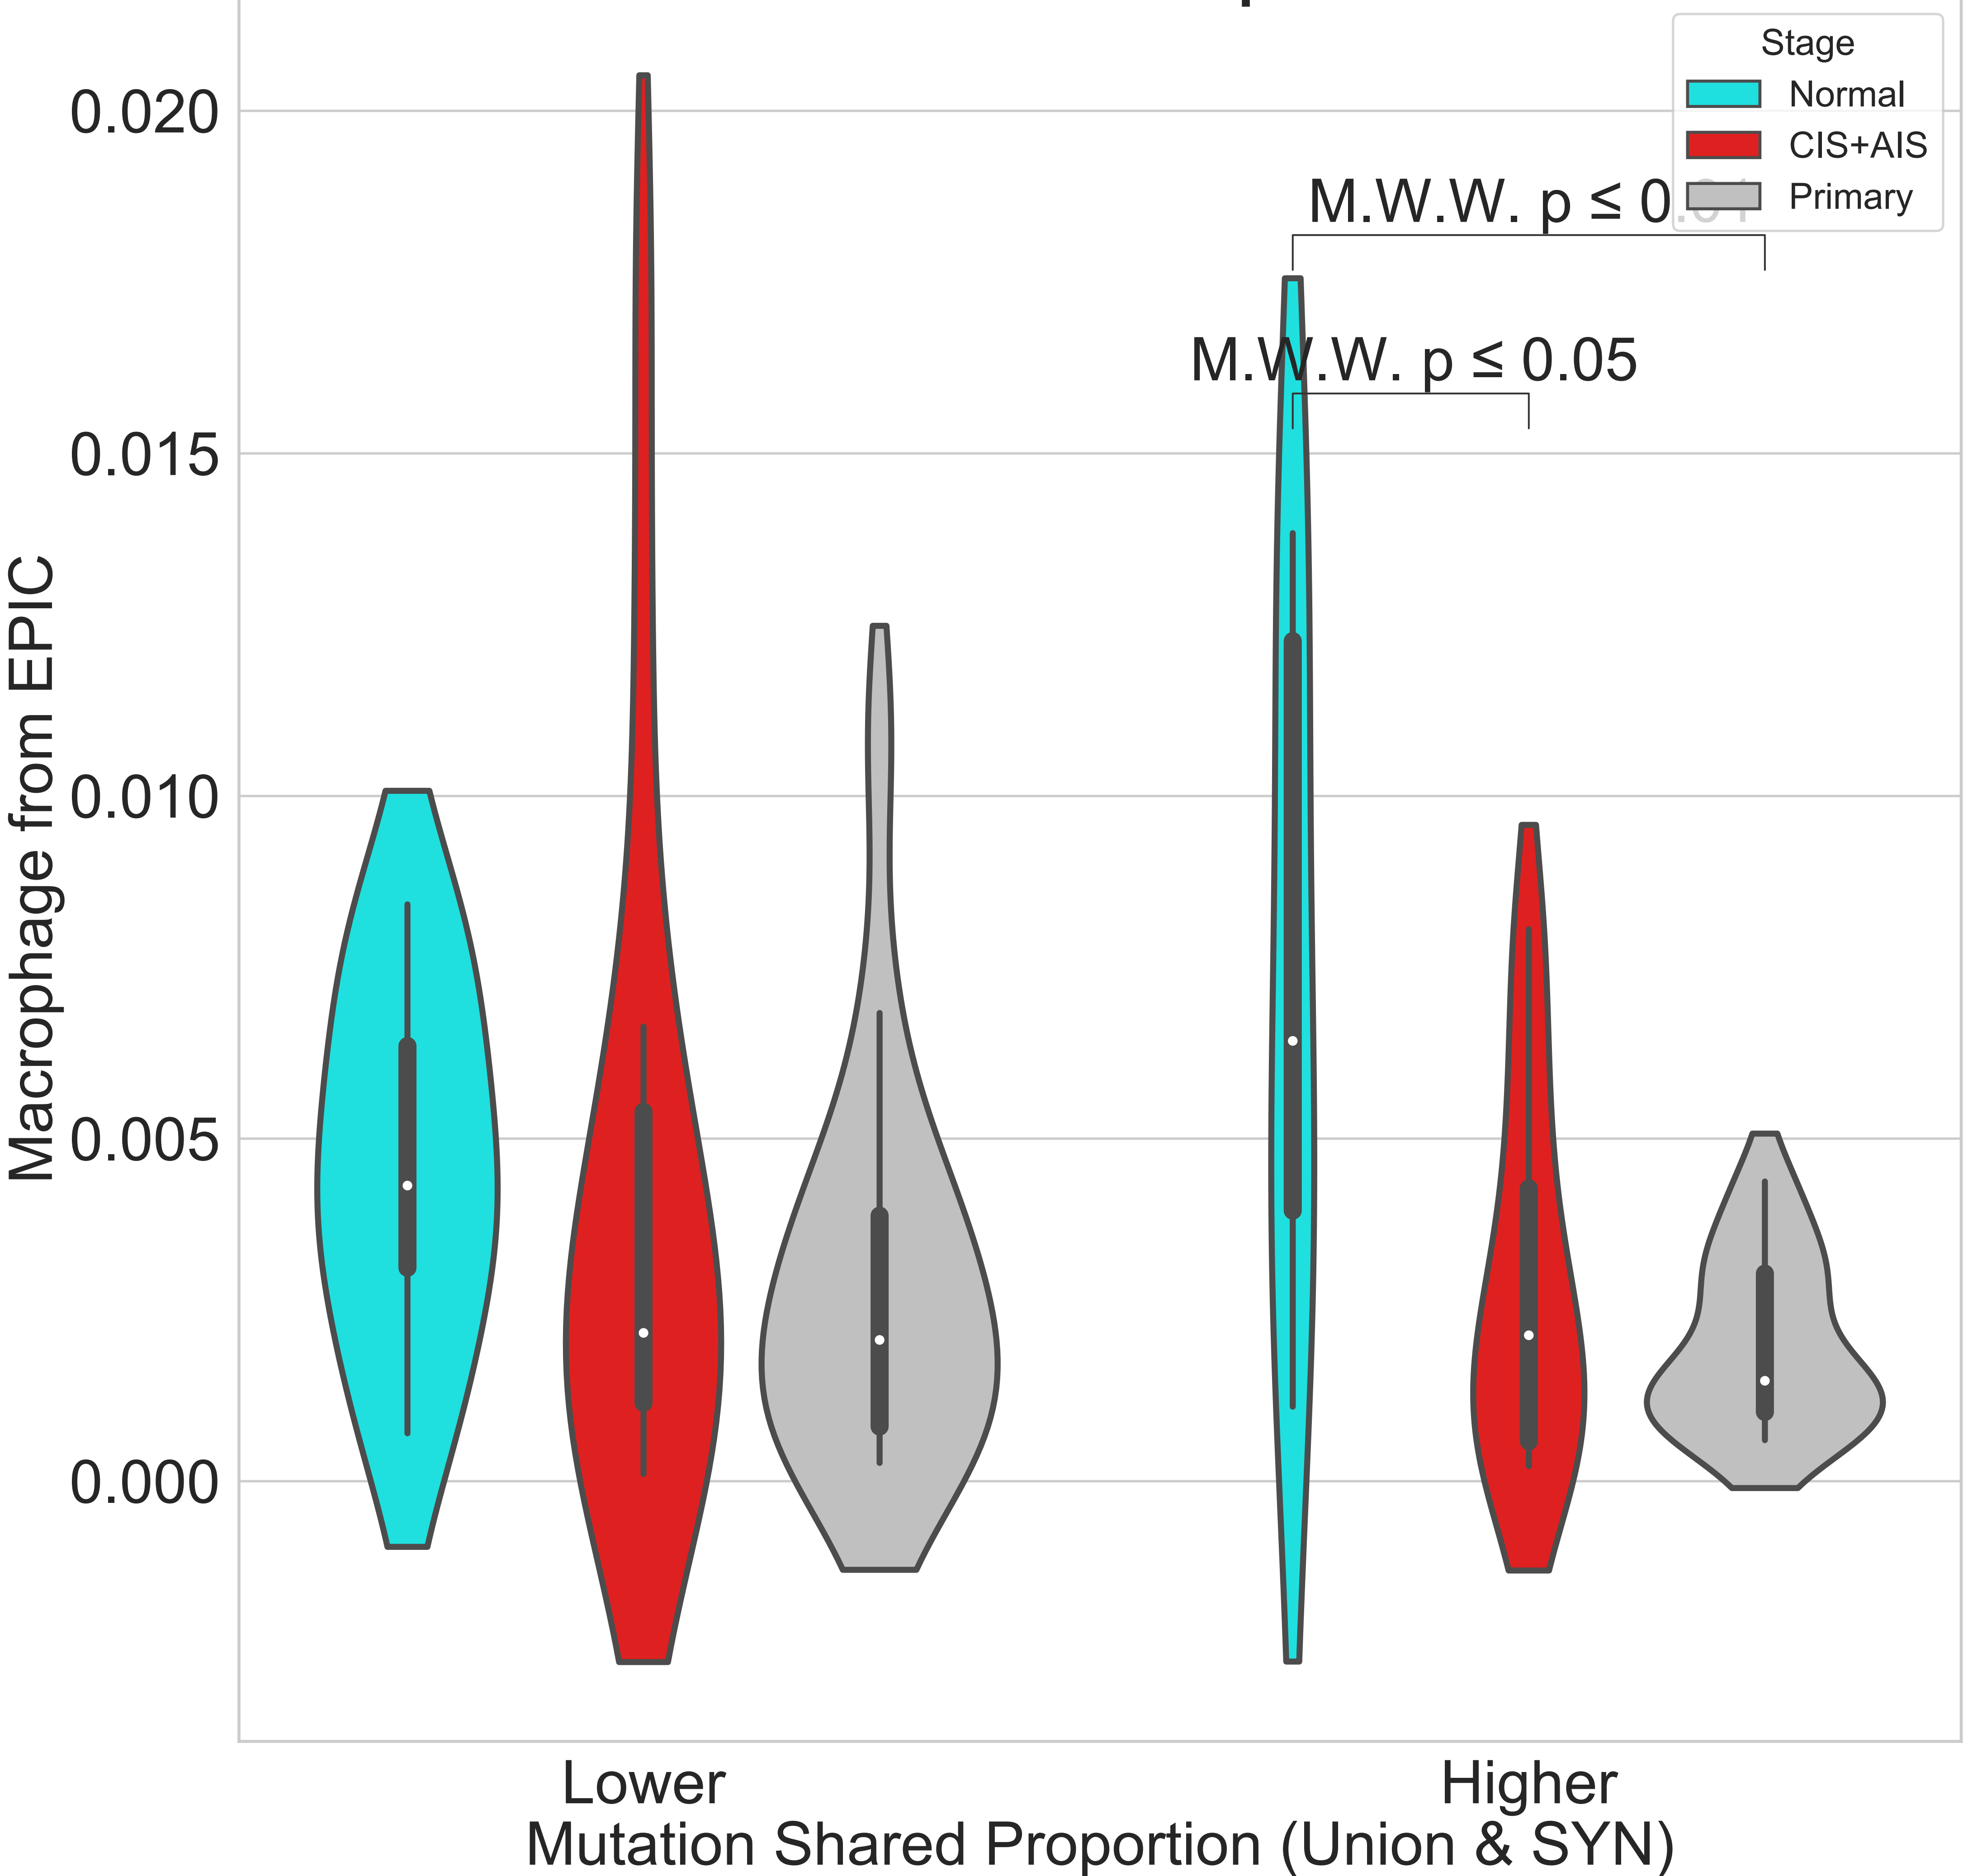 Stage
Normal
CIS+AIS
Primary
M.W.W. p ≤ 0.01
M.W.W. p ≤ 0.05
0.020
0.015
0.010
0.005
0.000
Macrophage from EPIC
Lower
Higher
Mutation Shared Proportion (Union & SYN)